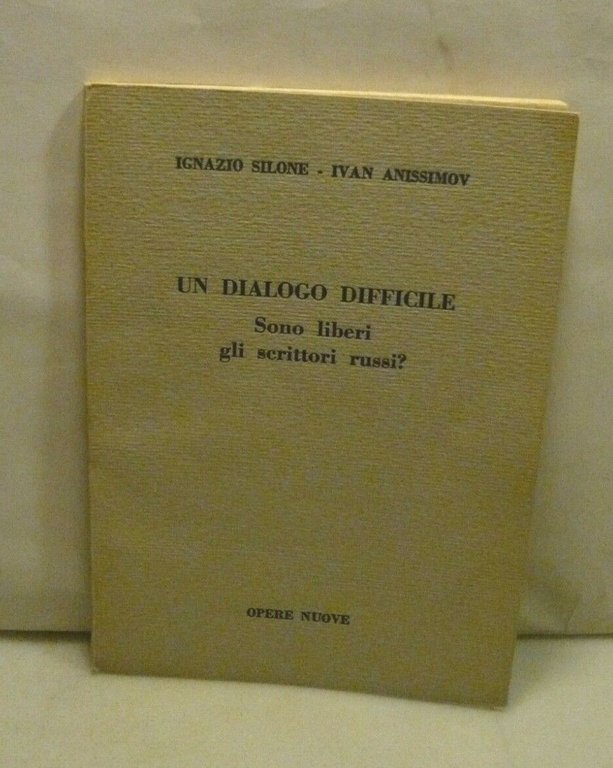 IGNAZIO SILONE - IVAN ANISSIMOV
UN DIALOGO DIFFICILE
Sono liberi
gli scrittori russi?
OPERE NUOVE